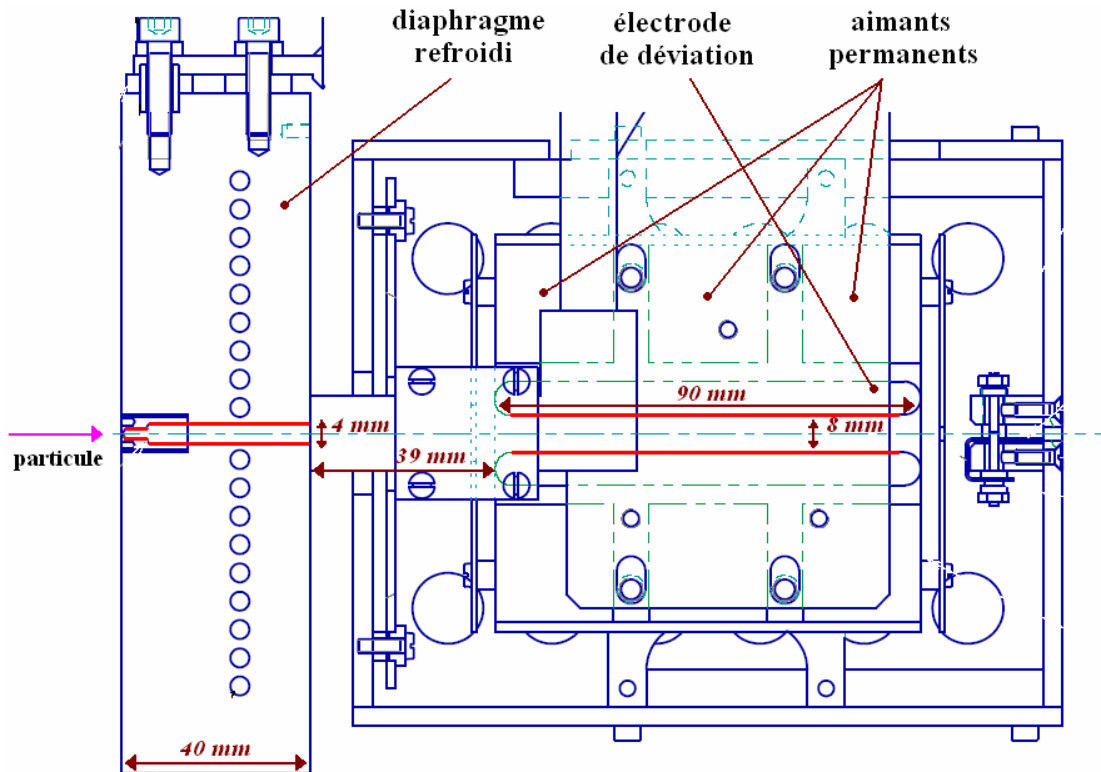 diaphragme
refroidi
électrode
de déviation
aimants
permanents
90 mm
4 mm
8 mm
particule
39 mm
40 mm